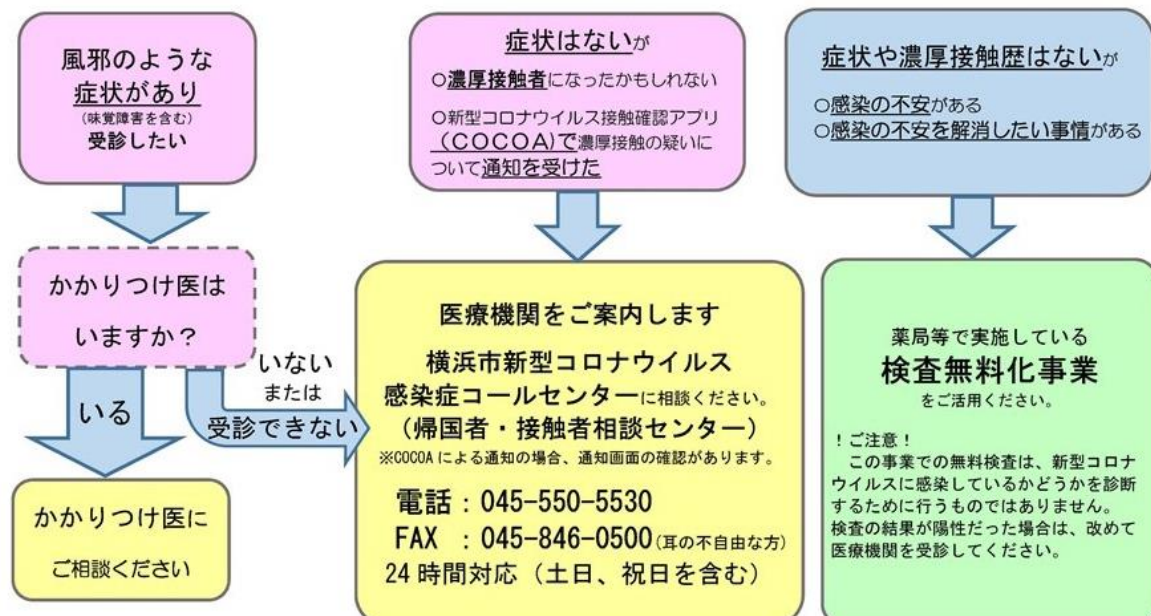 風邪のような
症状があり
(味覚障害を含む)
受診したい
かかりつけ医は
いますか？
いる
いない
または
受診できない
かかりつけ医に
ご相談ください
症状はないが
○濃厚接触者になったかもしれない
○新型コロナウイルス接触確認アプリ
(COCOA)で濃厚接触の疑いに
ついて通知を受けた
医療機関をご案内します
横浜市新型コロナウイルス
感染症コールセンターに相談ください。
（帰国者・接触者相談センター）
※COCOAによる通知の場合、通知画面の確認があります。
電話：045-550-5530
FAX ：045-846-0500(耳の不自由な方)
24時間対応（土日、祝日を含む）
症状や濃厚接触歴はないが
○感染の不安がある
○感染の不安を解消したい事情がある
薬局等で実施している
検査無料化事業
をご活用ください。
！ご注意！
この事業での無料検査は、新型コロナ
ウイルスに感染しているかどうかを診断
するために行うものではありません。
検査の結果が陽性だった場合は、改めて
医療機関を受診してください。